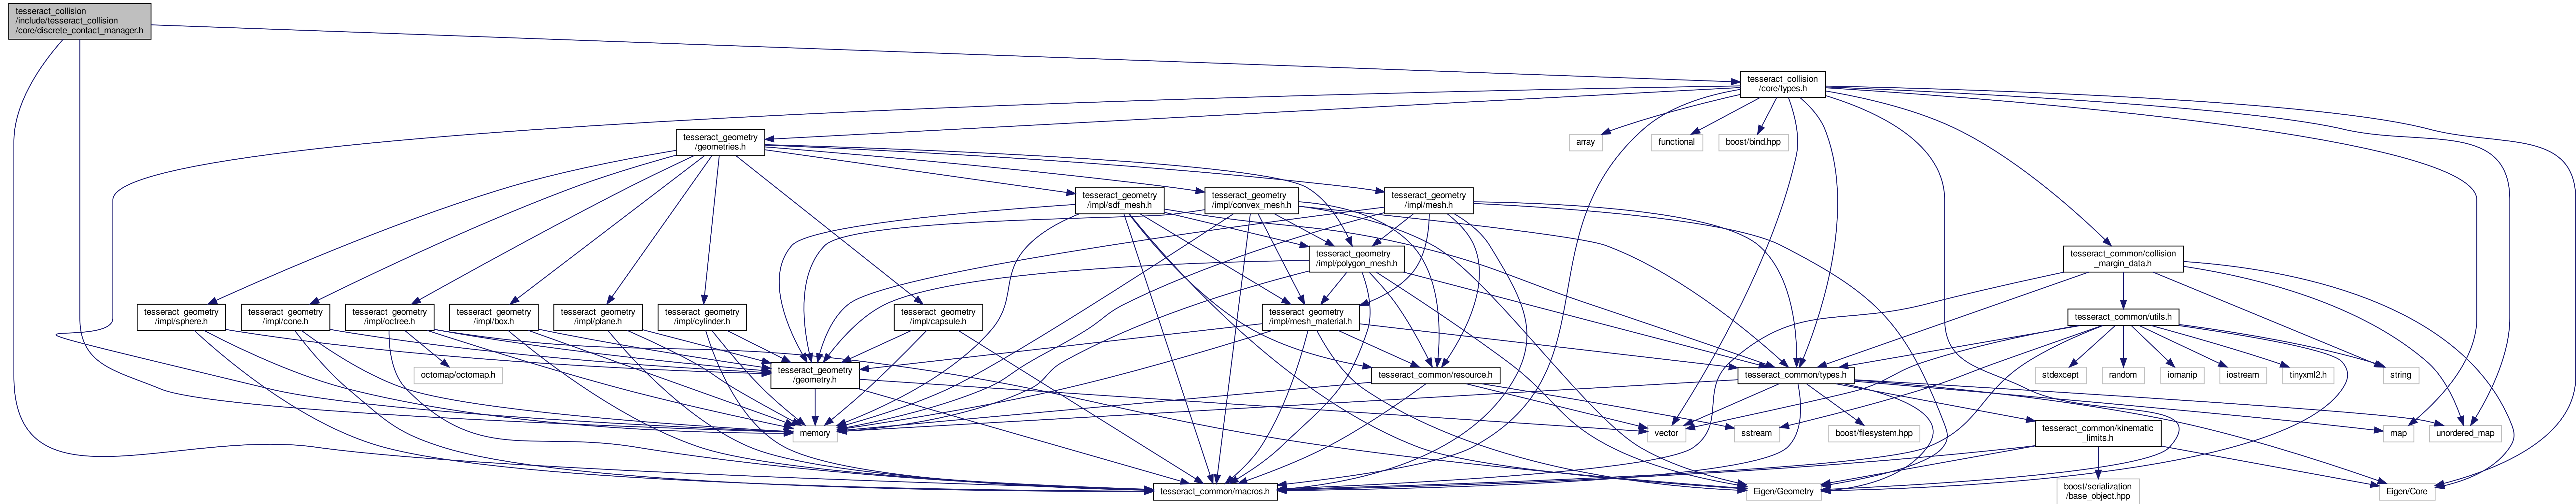 tesseract_collision
/include/tesseract_collision
/core/discrete_contact_manager.h
tesseract_collision
/core/types.h
tesseract_geometry
/geometries.h
array
functional
boost/bind.hpp
tesseract_geometry
/impl/sdf_mesh.h
tesseract_geometry
/impl/convex_mesh.h
tesseract_geometry
/impl/mesh.h
tesseract_geometry
/impl/polygon_mesh.h
tesseract_common/collision
_margin_data.h
tesseract_geometry
/impl/sphere.h
tesseract_geometry
/impl/cone.h
tesseract_geometry
/impl/octree.h
tesseract_geometry
/impl/box.h
tesseract_geometry
/impl/plane.h
tesseract_geometry
/impl/cylinder.h
tesseract_geometry
/impl/capsule.h
tesseract_geometry
/impl/mesh_material.h
tesseract_common/utils.h
octomap/octomap.h
tesseract_geometry
/geometry.h
tesseract_common/resource.h
tesseract_common/types.h
stdexcept
random
iomanip
iostream
tinyxml2.h
string
memory
vector
sstream
boost/filesystem.hpp
tesseract_common/kinematic
_limits.h
map
unordered_map
tesseract_common/macros.h
Eigen/Geometry
boost/serialization
/base_object.hpp
Eigen/Core